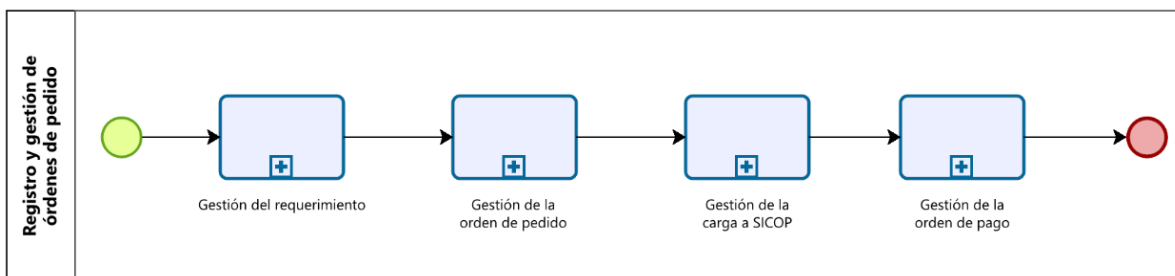 Registro y gestión de
órdenes de pedido
Gestión del requerimiento
Gestión de la
orden de pedido
Gestión de la
carga a SICOP
Gestión de la
orden de pago